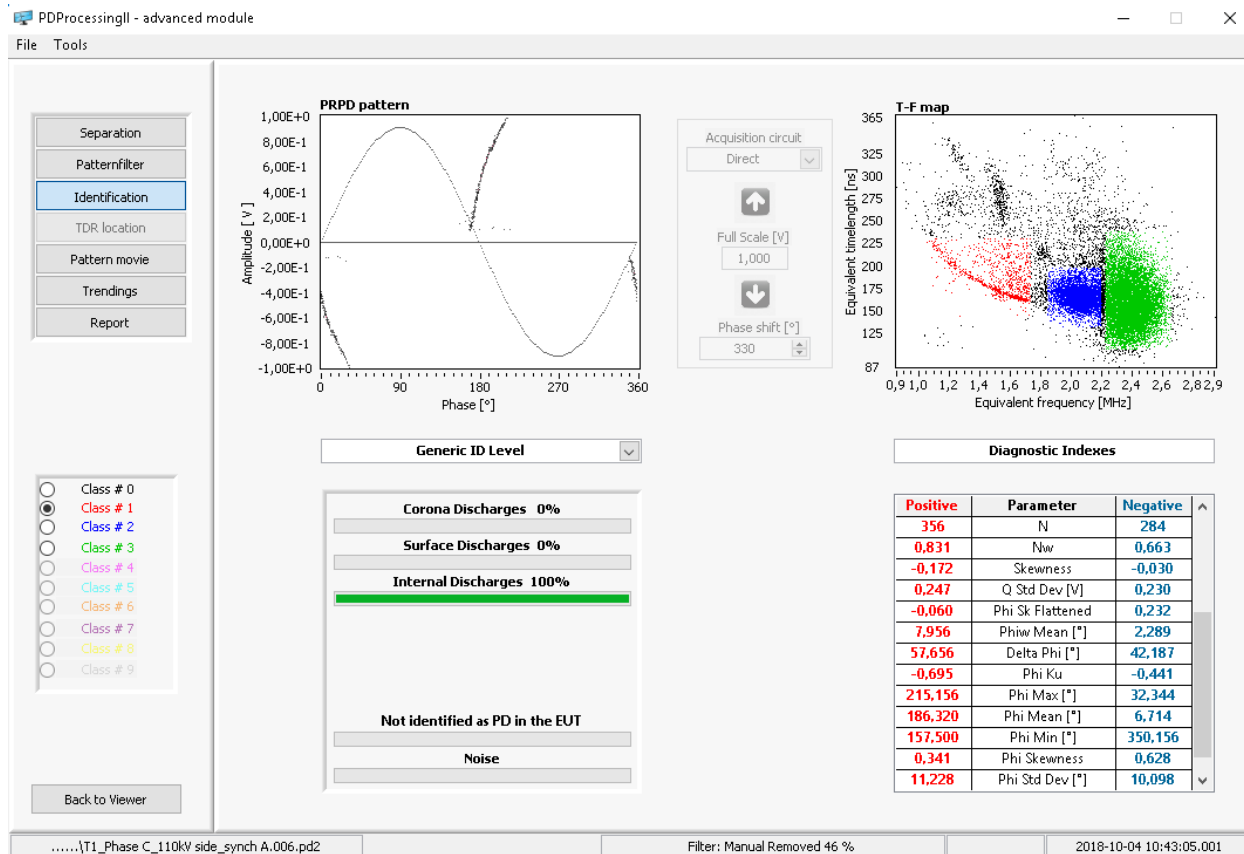 PDProcessingII - advanced module
File Tools
Separation
Patternfilter
Identification
TDR location
Pattern movie
Trendings
Report
Class # 0
Class # 1
Class # 2
Class # 3
Class # 4
Class # 5
Class # 6
Class # 7
Class # 8
Class # 9
Back to Viewer
PRPD pattern
Amplitude [ V ]
1,00E+0
8,00E-1
6,00E-1
4,00E-1
2,00E-1
0,00E+0
-2,00E-1
-4,00E-1
-6,00E-1
-8,00E-1
-1,00E+0
0 90 180 270 360
Phase [°]
Acquisition circuit
Direct
Full Scale [V]
1,000
Phase shift [°]
330
T-F map
Equivalent timelength [ns]
365
325
300
275
250
225
200
175
150
125
87
0,9 1,0 1,2 1,4 1,6 1,8 2,0 2,2 2,4 2,6 2,8 2,9
Equivalent frequency [MHz]
Generic ID Level
Corona Discharges 0%
Surface Discharges 0%
Internal Discharges 100%
Not identified as PD in the EUT
Noise
Diagnostic Indexes
Positive Parameter Negative
356 N 284
0,831 Nw 0,663
-0,172 Skewness -0,030
0,247 Q Std Dev [V] 0,230
-0,060 Phi Sk Flattened 0,232
7,956 Phiw Mean [°] 2,289
57,656 Delta Phi [°] 42,187
-0,695 Phi Ku -0,441
215,156 Phi Max [°] 32,344
186,320 Phi Mean [°] 6,714
157,500 Phi Min [°] 350,156
0,341 Phi Skewness 0,628
11,228 Phi Std Dev [°] 10,098
......\T1_Phase C_110kV side_synch A.006.pd2
Filter: Manual Removed 46 %
2018-10-04 10:43:05.001